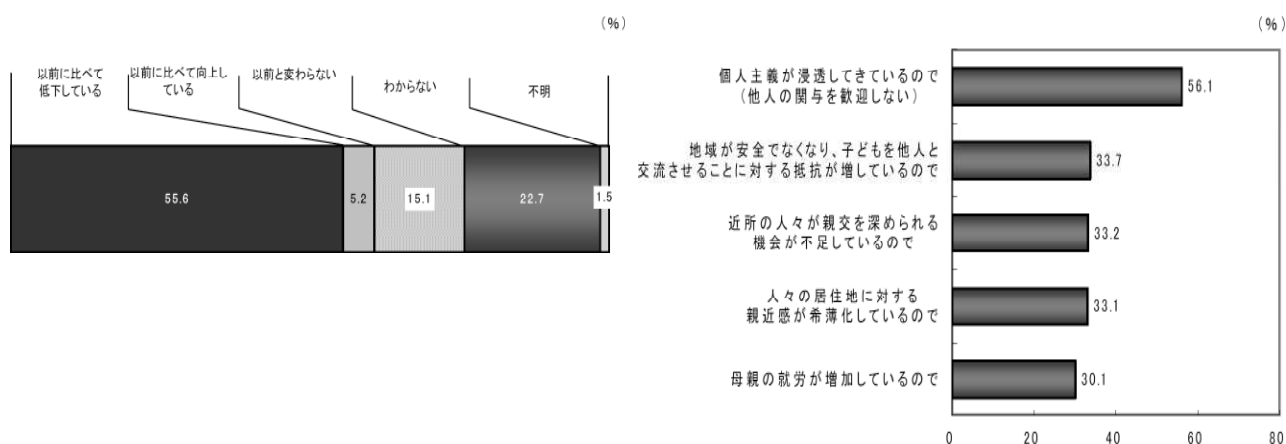 (%)
以前に比べて
低下している
以前に比べて向上し
ている
以前と変わらない
わからない
不明
55.6
5.2
15.1
22.7
1.5
(%)
個人主義が浸透してきているので
(他人の関与を歓迎しない)
56.1
地域が安全でなくなり、子どもを他人と
交流させることに対する抵抗が増しているので
33.7
近所の人々が親交を深められる
機会が不足しているので
33.2
人々の居住地に対する
親近感が希薄化しているので
33.1
母親の就労が増加しているので
30.1
0 20 40 60 80